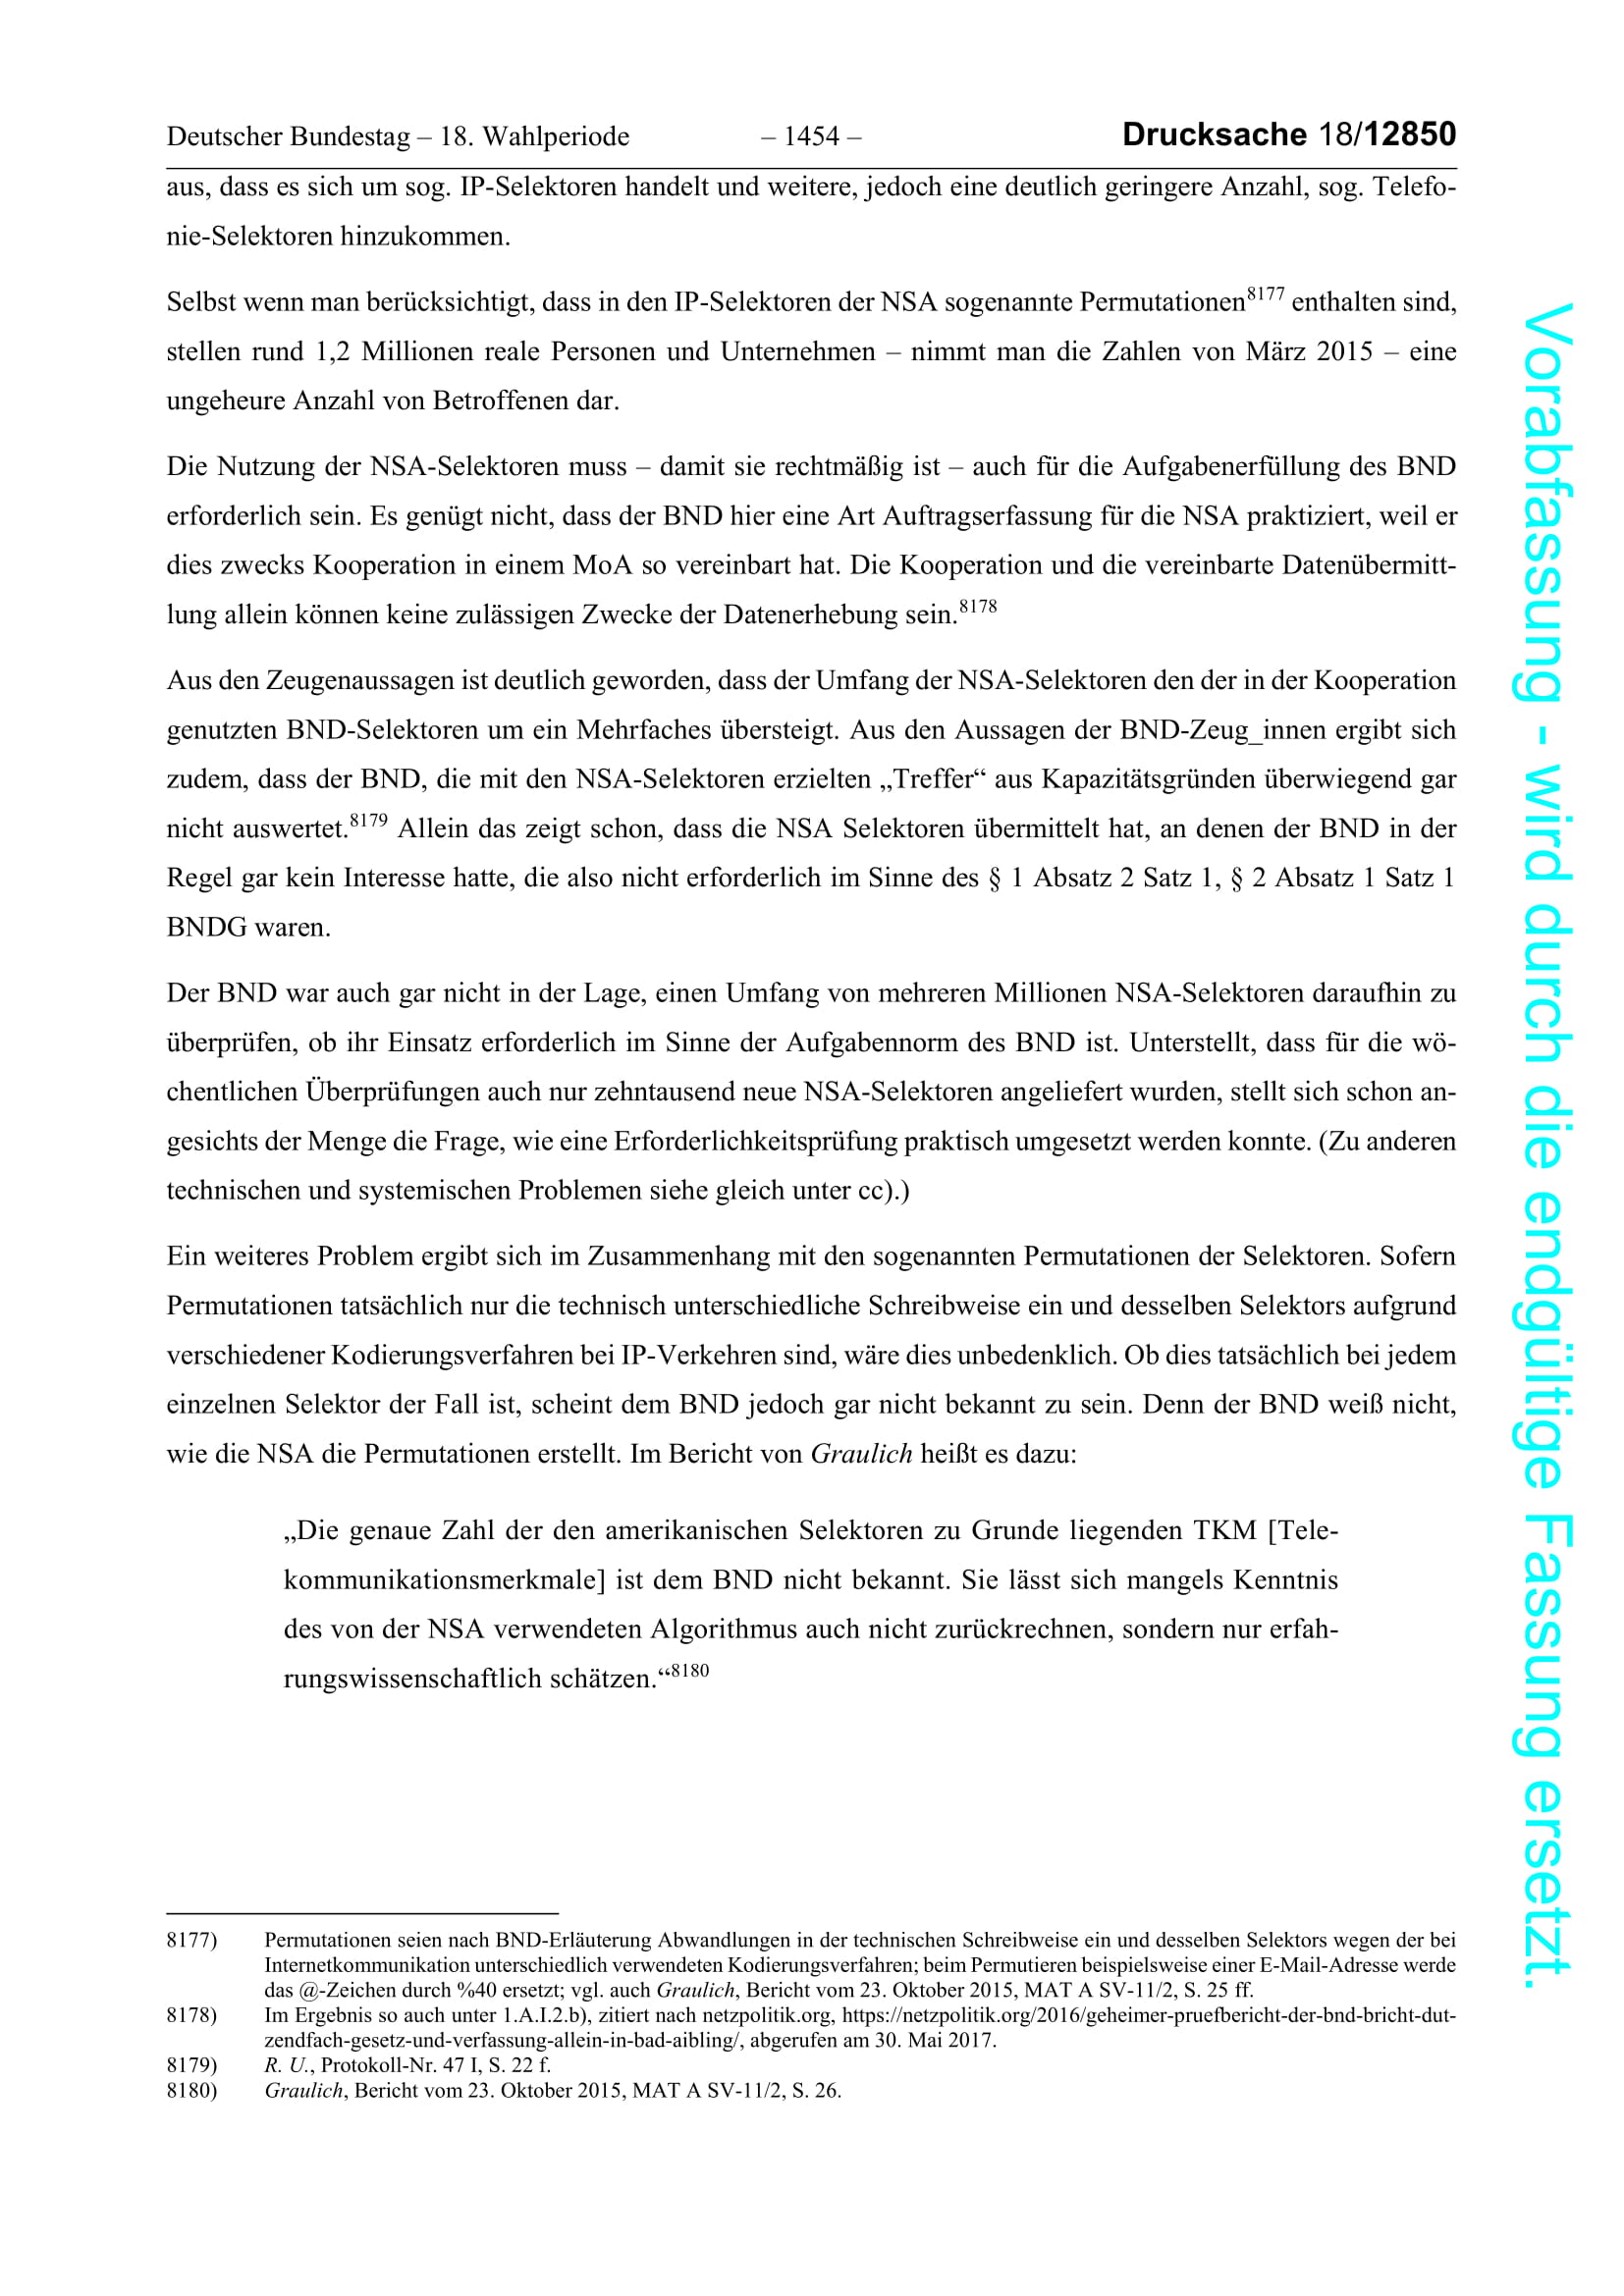 Deutscher Bundestag – 18. Wahlperiode – 1454 – Drucksache 18/12850
aus, dass es sich um sog. IP-Selektoren handelt und weitere, jedoch eine deutlich geringere Anzahl, sog. Telefo-
nie-Selektoren hinzukommen.
Selbst wenn man berücksichtigt, dass in den IP-Selektoren der NSA sogenannte Permutationen8177 enthalten sind,
stellen rund 1,2 Millionen reale Personen und Unternehmen – nimmt man die Zahlen von März 2015 – eine
ungeheure Anzahl von Betroffenen dar.
Die Nutzung der NSA-Selektoren muss – damit sie rechtmäßig ist – auch für die Aufgabenerfüllung des BND
erforderlich sein. Es genügt nicht, dass der BND hier eine Art Auftragserfassung für die NSA praktiziert, weil er
dies zwecks Kooperation in einem MoA so vereinbart hat. Die Kooperation und die vereinbarte Datenübermitt-
lung allein können keine zulässigen Zwecke der Datenerhebung sein.8178
Aus den Zeugenaussagen ist deutlich geworden, dass der Umfang der NSA-Selektoren den der in der Kooperation
genutzten BND-Selektoren um ein Mehrfaches übersteigt. Aus den Aussagen der BND-Zeug_innen ergibt sich
zudem, dass der BND, die mit den NSA-Selektoren erzielten „Treffer“ aus Kapazitätsgründen überwiegend gar
nicht auswertet.8179 Allein das zeigt schon, dass die NSA Selektoren übermittelt hat, an denen der BND in der
Regel gar kein Interesse hatte, die also nicht erforderlich im Sinne des § 1 Absatz 2 Satz 1, § 2 Absatz 1 Satz 1
BNDG waren.
Der BND war auch gar nicht in der Lage, einen Umfang von mehreren Millionen NSA-Selektoren daraufhin zu
überprüfen, ob ihr Einsatz erforderlich im Sinne der Aufgabennorm des BND ist. Unterstellt, dass für die wö-
chentlichen Überprüfungen auch nur zehntausend neue NSA-Selektoren angeliefert wurden, stellt sich schon an-
gesichts der Menge die Frage, wie eine Erforderlichkeitsprüfung praktisch umgesetzt werden konnte. (Zu anderen
technischen und systemischen Problemen siehe gleich unter cc).)
Ein weiteres Problem ergibt sich im Zusammenhang mit den sogenannten Permutationen der Selektoren. Sofern
Permutationen tatsächlich nur die technisch unterschiedliche Schreibweise ein und desselben Selektors aufgrund
verschiedener Kodierungsverfahren bei IP-Verkehren sind, wäre dies unbedenklich. Ob dies tatsächlich bei jedem
einzelnen Selektor der Fall ist, scheint dem BND jedoch gar nicht bekannt zu sein. Denn der BND weiß nicht,
wie die NSA die Permutationen erstellt. Im Bericht von Graulich heißt es dazu:
„Die genaue Zahl der den amerikanischen Selektoren zu Grunde liegenden TKM [Tele-
kommunikationsmerkmale] ist dem BND nicht bekannt. Sie lässt sich mangels Kenntnis
des von der NSA verwendeten Algorithmus auch nicht zurückrechnen, sondern nur erfah-
rungswissenschaftlich schätzen.“8180
8177) Permutationen seien nach BND-Erläuterung Abwandlungen in der technischen Schreibweise ein und desselben Selektors wegen der bei
Internetkommunikation unterschiedlich verwendeten Kodierungsverfahren; beim Permutieren beispielsweise einer E-Mail-Adresse werde
das @-Zeichen durch %40 ersetzt; vgl. auch Graulich, Bericht vom 23. Oktober 2015, MAT A SV-11/2, S. 25 ff.
8178) Im Ergebnis so auch unter 1.A.I.2.b), zitiert nach netzpolitik.org, https://netzpolitik.org/2016/geheimer-pruefbericht-der-bnd-bricht-dut-
zendfach-gesetz-und-verfassung-allein-in-bad-aibling/, abgerufen am 30. Mai 2017.
8179) R. U., Protokoll-Nr. 47 I, S. 22 f.
8180) Graulich, Bericht vom 23. Oktober 2015, MAT A SV-11/2, S. 26.
Vorabfassung - wird durch die endgültige Fassung ersetzt.